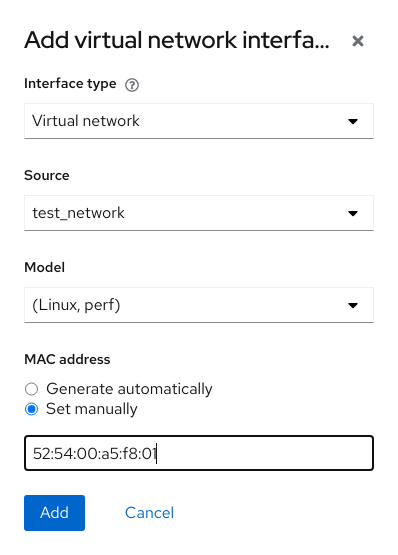 Add virtual network interfa...
Interface type
Virtual network
Source
test_network
Model
(Linux, perf)
MAC address
Generate automatically
Set manually
52:54:00:a5:f8:01
Add Cancel